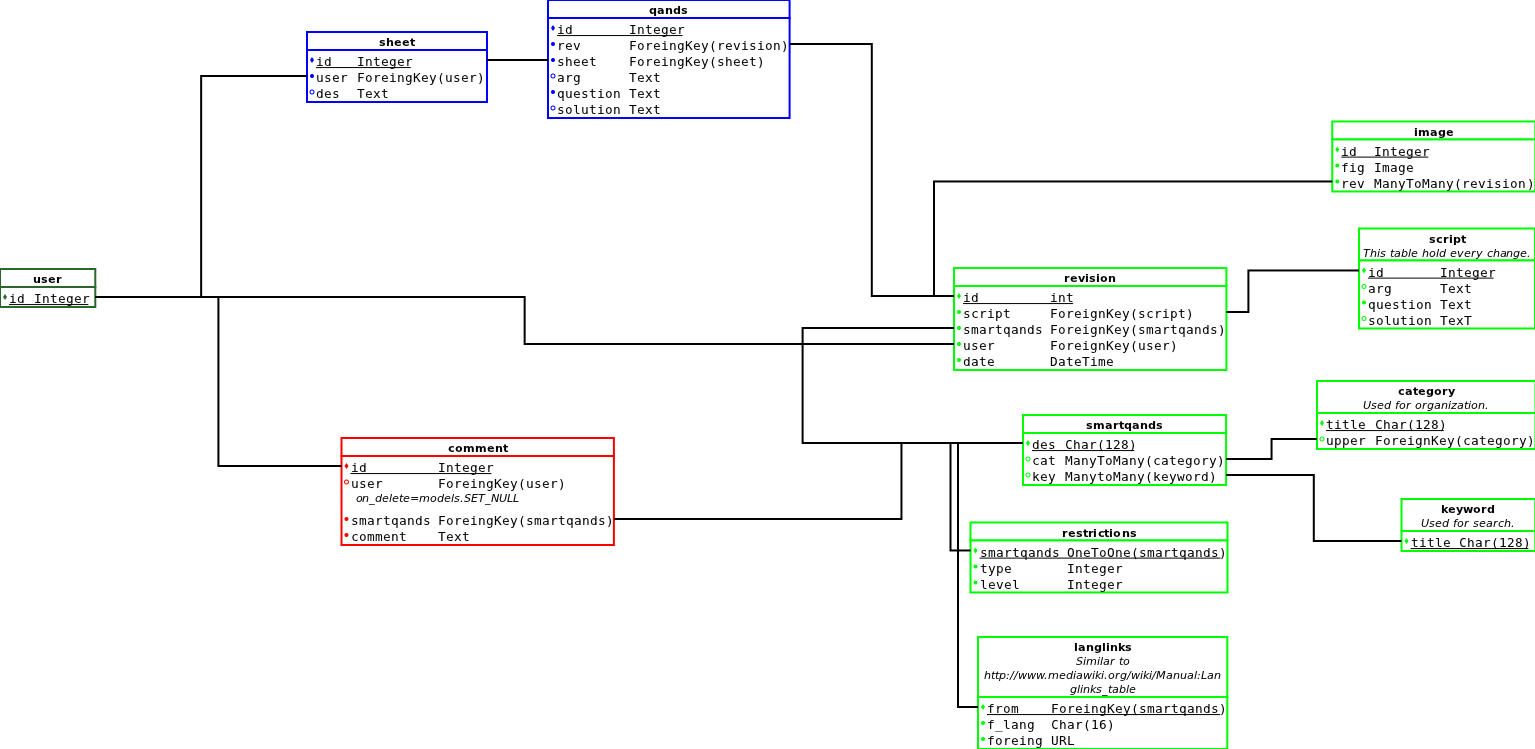 qands
id Integer
rev ForeingKey(revision)
sheet ForeingKey(sheet)
arg Text
question Text
solution Text
sheet
id Integer
user ForeingKey(user)
des Text
image
id Integer
fig Image
rev ManyToMany(revision)
script
This table hold every change.
id Integer
arg Text
question Text
solution TexT
user
id Integer
revision
id int
script ForeignKey(script)
smartqands ForeignKey(smartqands)
user ForeignKey(user)
date DateTime
category
Used for organization.
title Char(128)
upper ForeignKey(category)
smartqands
des Char(128)
cat ManyToMany(category)
key ManytoMany(keyword)
comment
id Integer
user ForeingKey(user)
on_delete=models.SET_NULL
smartqands ForeingKey(smartqands)
comment Text
keyword
Used for search.
title Char(128)
restrictions
smartqands OneToOne(smartqands)
type Integer
level Integer
langlinks
Similar to
http://www.mediawiki.org/wiki/Manual:Lan
glinks_table
from ForeingKey(smartqands)
f_lang Char(16)
foreing URL